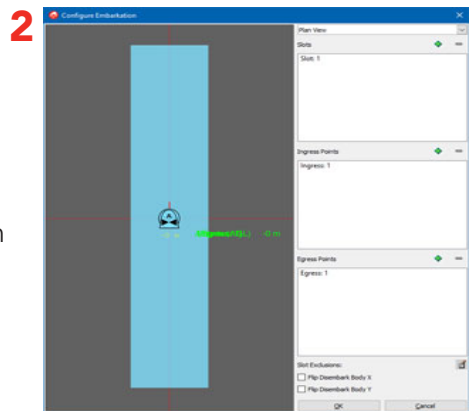 2
Configure Embarkation
Plan View
Slots
Slot: 1
Ingress Points
Ingress: 1
-0 m
Egress Points
Egress: 1
Slot Exclusions:
Flip Disembark Body X
Flip Disembark Body Y
OK
Cancel